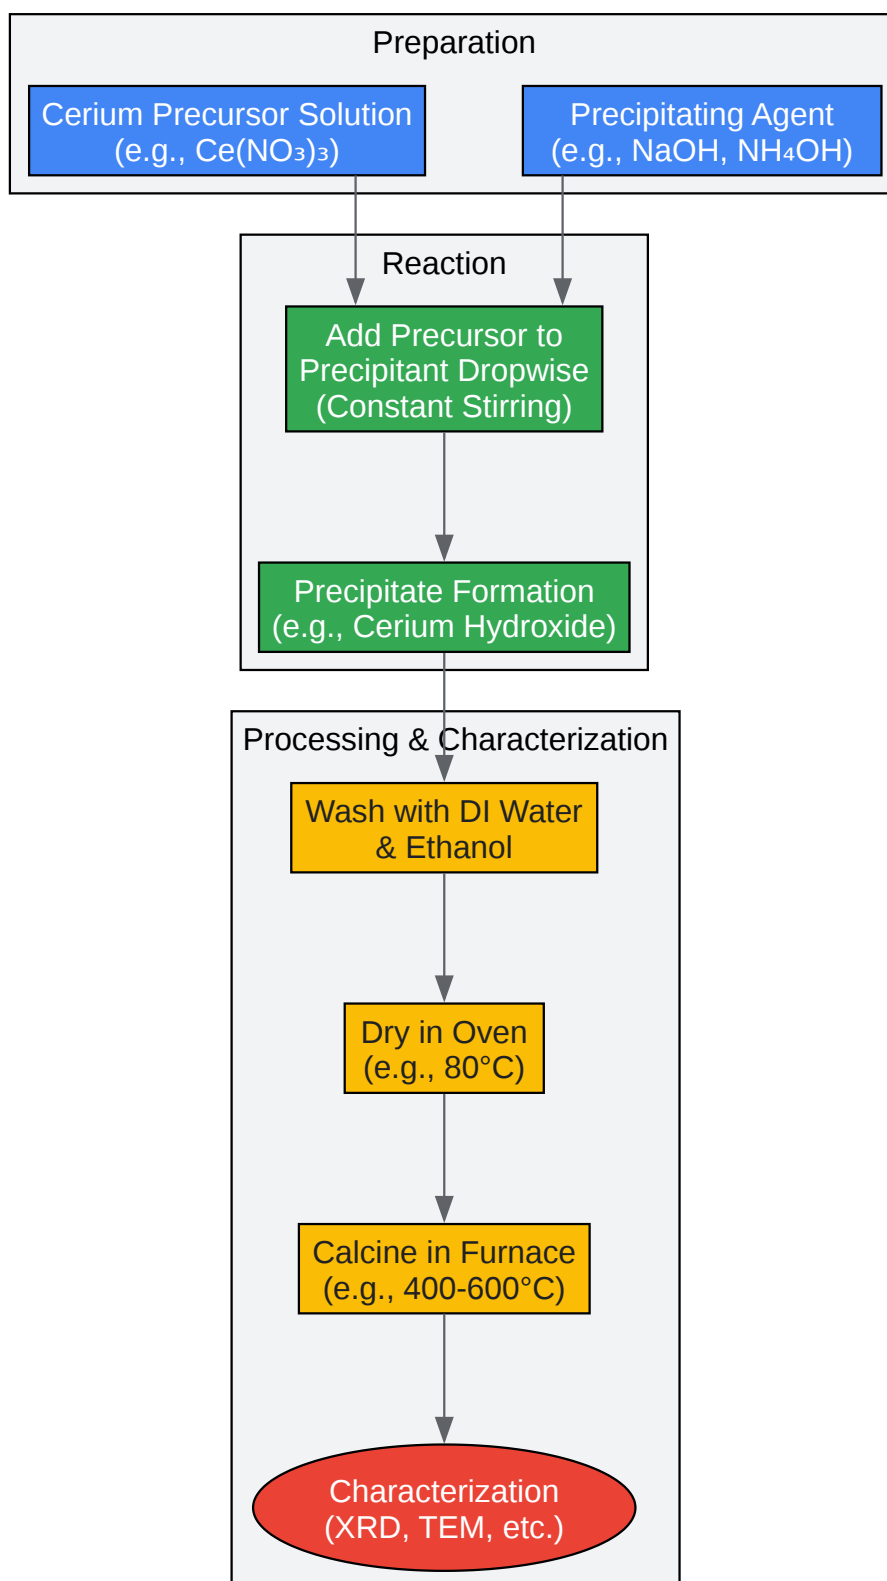 Preparation
Cerium Precursor Solution
(e.g., Ce(NO₃)₃)
Precipitating Agent
(e.g., NaOH, NH₄OH)
Reaction
Add Precursor to
Precipitant Dropwise
(Constant Stirring)
Precipitate Formation
(e.g., Cerium Hydroxide)
Processing & Characterization
Wash with DI Water
& Ethanol
Dry in Oven
(e.g., 80°C)
Calcine in Furnace
(e.g., 400-600°C)
Characterization
(XRD, TEM, etc.)